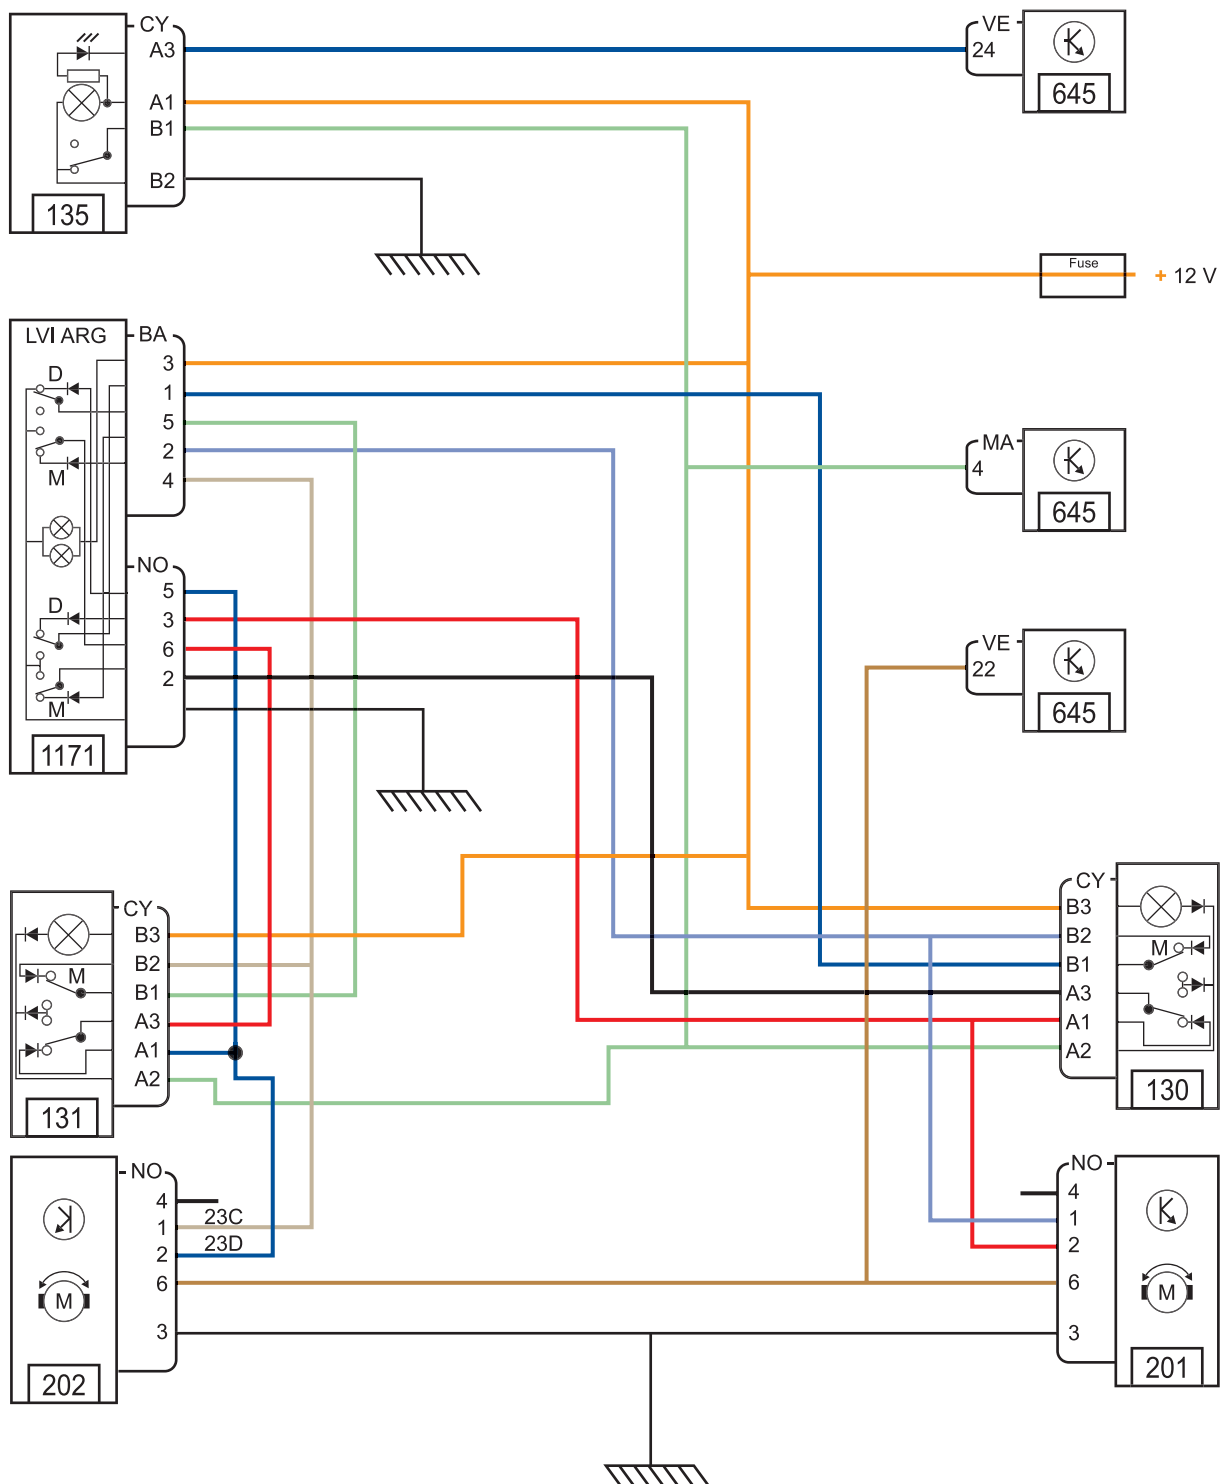 CY
A3
A1
B1
B2
135
VE
24
645
Fuse
+ 12 V
LVI ARG
BA
3
1
5
2
4
D
M
NO
5
3
6
2
D
M
1171
MA
4
645
VE
22
645
CY
B3
B2
B1
A3
A1
A2
M
131
CY
B3
B2
B1
A3
A1
A2
M
130
NO
4
1
2
6
3
23C
23D
M
202
NO
4
1
2
6
3
M
201